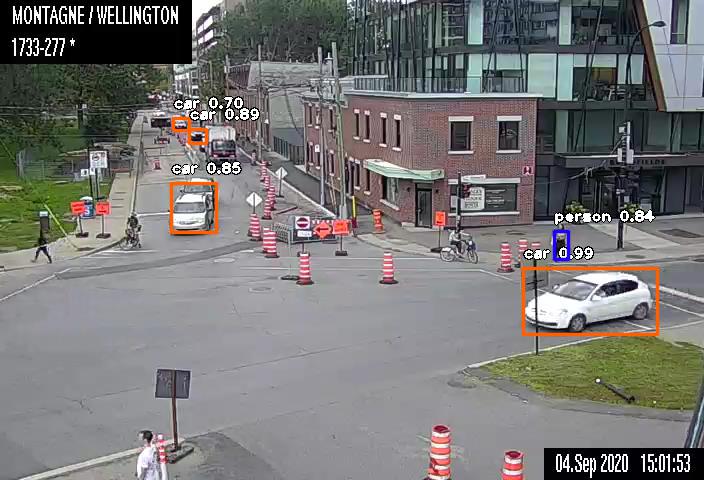 MONTAGNE / WELLINGTON
1733-277 *
car 0.70
car 0.89
car 0.85
person 0.84
car 0.99
04.Sep 2020 15:01:53